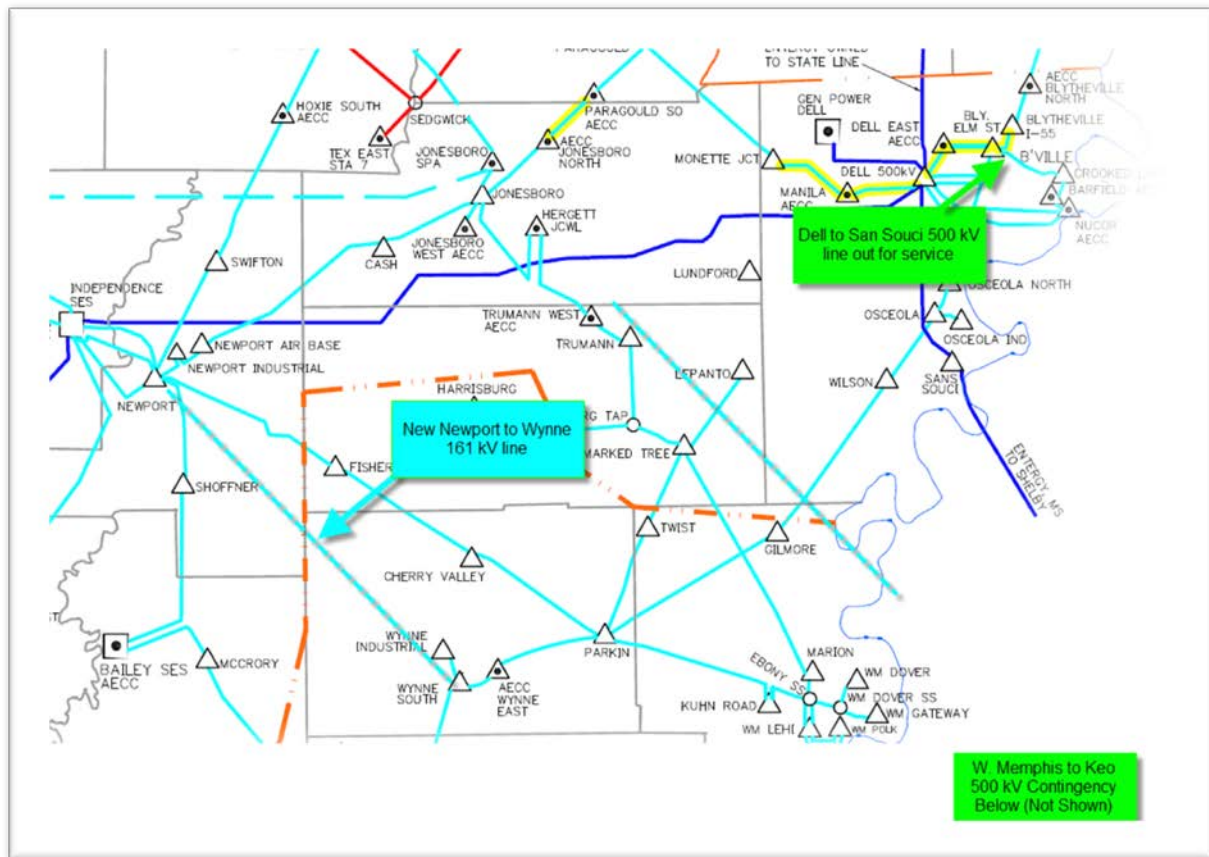 PARAGOULD
ENTERGY OWNED
TO STATE LINE
AECC
BLYTHEVILLE
NORTH
HOXIE SOUTH
AECC
SEDGWICK
PARAGOULD SO
AECC
GEN POWER
DELL
BLY.
ELM ST.
BLYTHEVILLE
I-55
DELL EAST
AECC
TEX EAST
STA 7
JONESBORO
SPA
AECC
JONESBORO
NORTH
MONETTE JCT
DELL 500kV
B'VILLE
BARFIELD
MANILA
AECC
JONESBORO
HERGETT
JCWL
NUCOR
AECC
JONESBORO
WEST AECC
CASH
Dell to San Souci 500 kV
line out for service
SWIFTON
LUNDFORD
INDEPENDENCE
SES
OSCEOLA NORTH
TRUMANN WEST
AECC
TRUMANN
OSCEOLA
OSCEOLA IND
NEWPORT AIR BASE
NEWPORT INDUSTRIAL
NEWPORT
LEPANTO
WILSON
SANS
SOUCI
HARRISBURG
New Newport to Wynne
161 kV line
RG TAP
MARKED TREE
FISHER
ENTERGY MS
TO SHELBY
SHOFFNER
TWIST
GILMORE
CHERRY VALLEY
WYNNE
INDUSTRIAL
PARKIN
BAILEY SES
AECC
MCCRORY
WYNNE
SOUTH
AECC
WYNNE
EAST
EBONY SS
MARION
WM DOVER
WM DOVER SS
KUHN ROAD
WM GATEWAY
WM LEHI
WM POLK
W. Memphis to Keo
500 kV Contingency
Below (Not Shown)